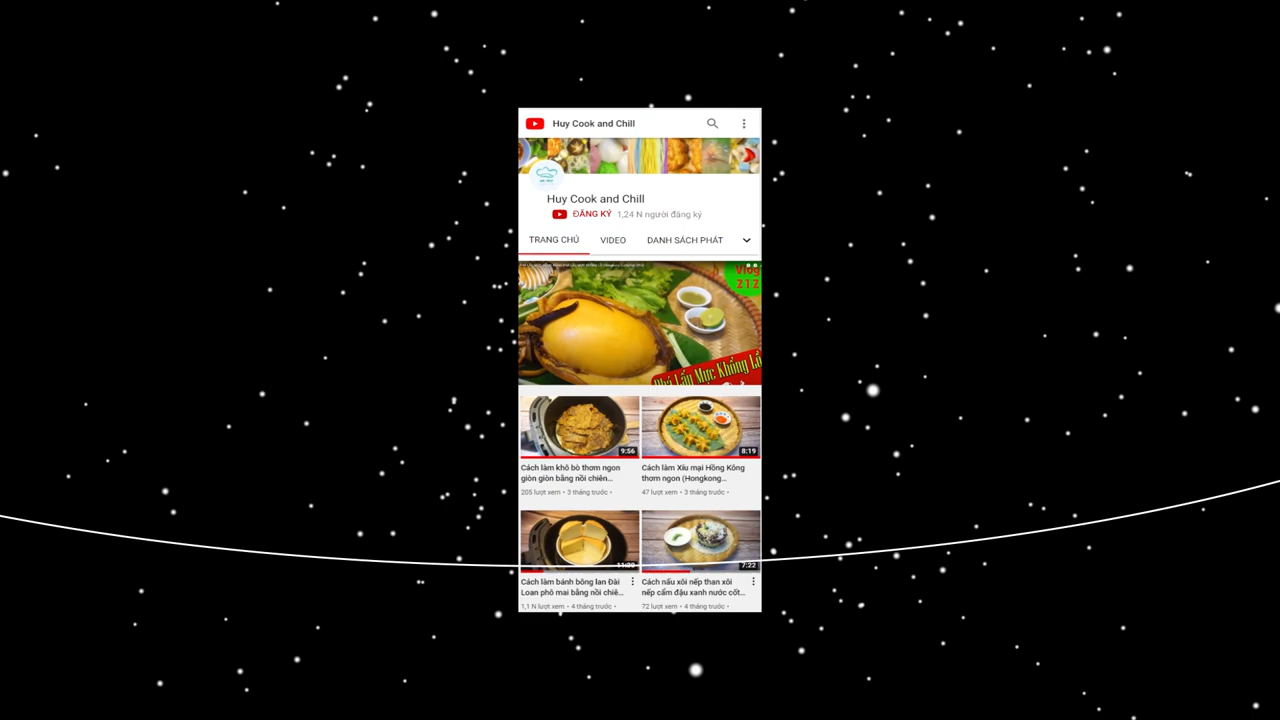 Huy Cook and Chill
Huy Cook and Chill
ĐĂNG KÝ 1,24 N người đăng ký
TRANG CHỦ VIDEO DANH SÁCH PHÁT
Vlog
212
Phá Lấu Mực Khổng Lồ
9:56
8:19
Cách làm khô bò thơm ngon
giòn giòn bằng nồi chiên...
205 lượt xem • 3 tháng trước •
Cách làm Xíu mại Hồng Kông
thơm ngon (Hongkong...
47 lượt xem • 3 tháng trước •
7:22
Cách làm bánh bông lan Đài
Loan phô mai bằng nồi chiê...
1,1 N lượt xem • 4 tháng trước •
Cách nấu xôi nếp than xôi
nếp cẩm đậu xanh nước cốt...
72 lượt xem • 4 tháng trước •